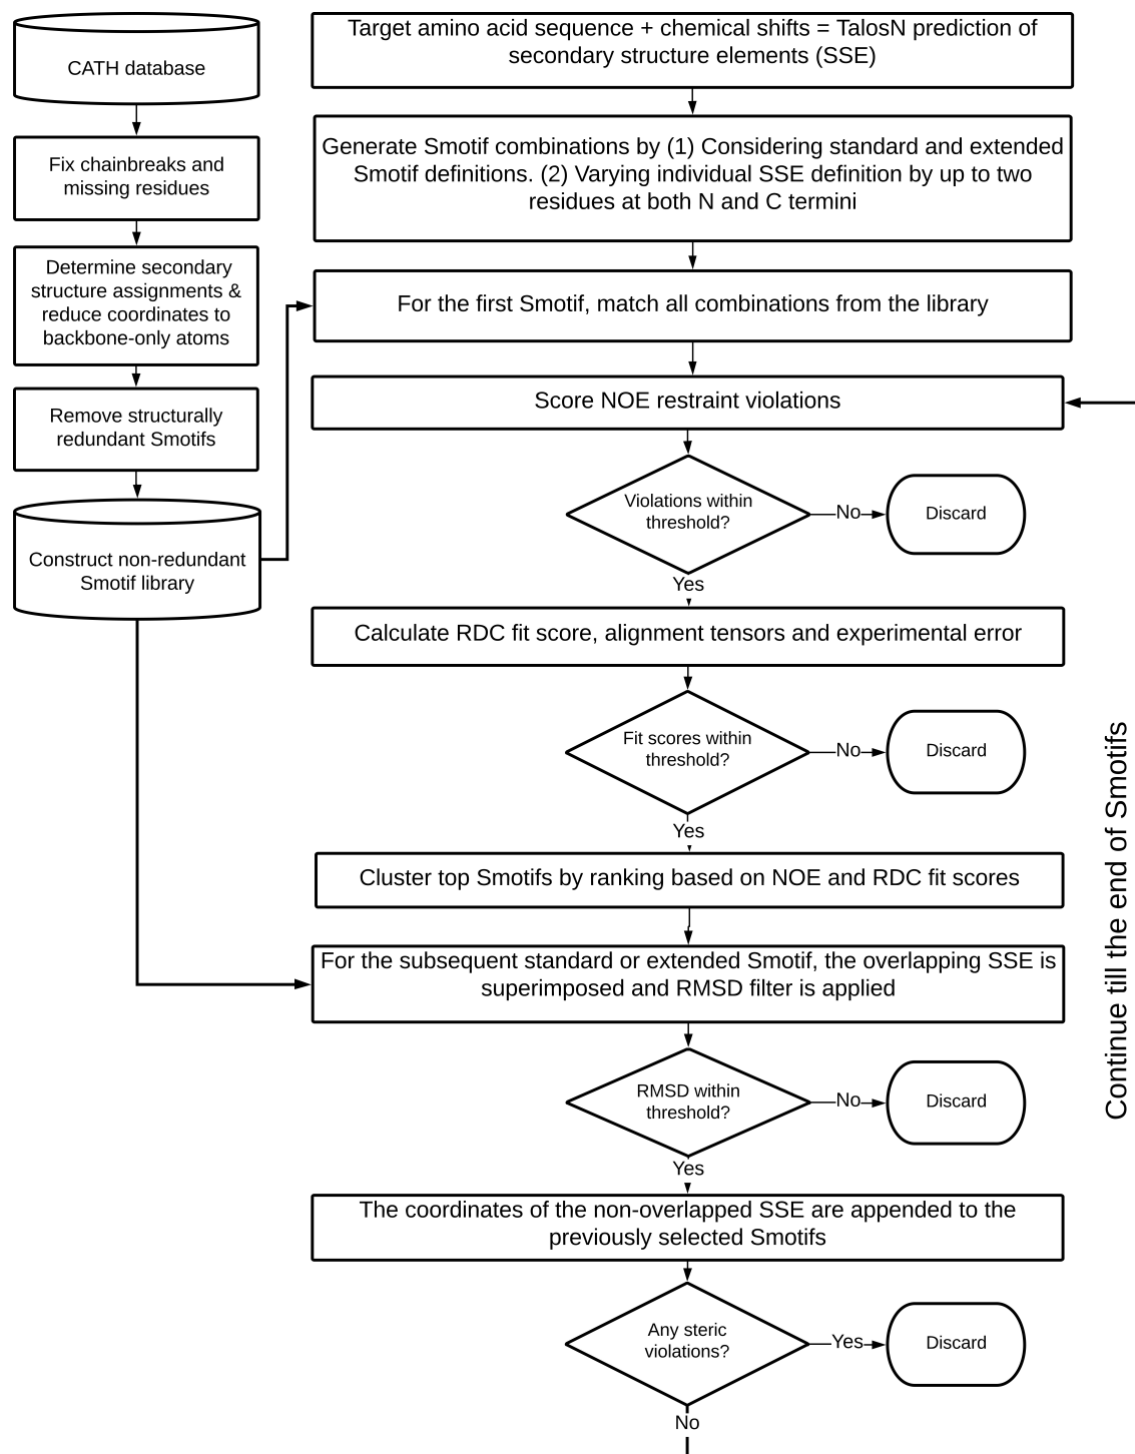 CATH database
Fix chainbreaks and
missing residues
Determine secondary
structure assignments &
reduce coordinates to
backbone-only atoms
Remove structurally
redundant Smotifs
Construct non-redundant
Smotif library
Target amino acid sequence + chemical shifts = TalosN prediction of
secondary structure elements (SSE)
Generate Smotif combinations by (1) Considering standard and extended
Smotif definitions. (2) Varying individual SSE definition by up to two
residues at both N and C termini
For the first Smotif, match all combinations from the library
Score NOE restraint violations
Violations within
threshold?
No
Discard
Yes
Calculate RDC fit score, alignment tensors and experimental error
Fit scores within
threshold?
No
Discard
Yes
Cluster top Smotifs by ranking based on NOE and RDC fit scores
For the subsequent standard or extended Smotif, the overlapping SSE is
superimposed and RMSD filter is applied
RMSD within
threshold?
No
Discard
Yes
The coordinates of the non-overlapped SSE are appended to the
previously selected Smotifs
Any steric
violations?
Yes
Discard
No
Continue till the end of Smotifs